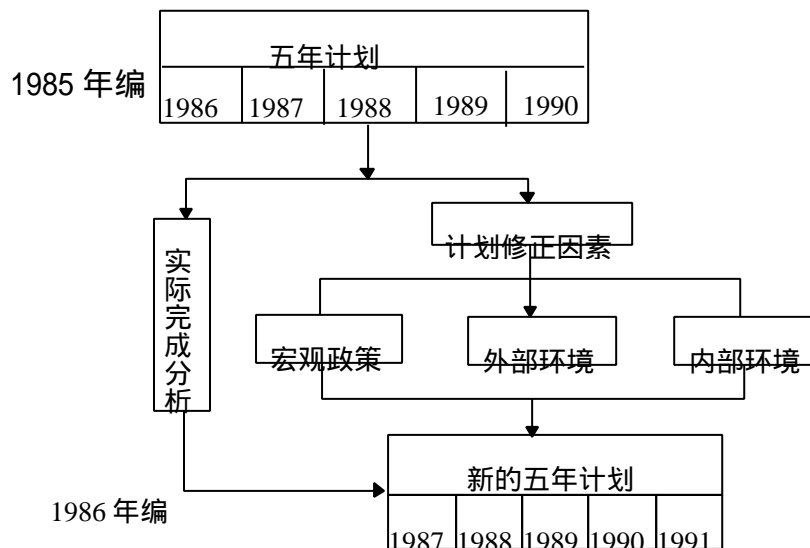 五年计划
1985 年编
1986 1987 1988 1989 1990
计划修正因素
实际完成分析
宏观政策 外部环境 内部环境
新的五年计划
1986 年编
1987 1988 1989 1990 1991